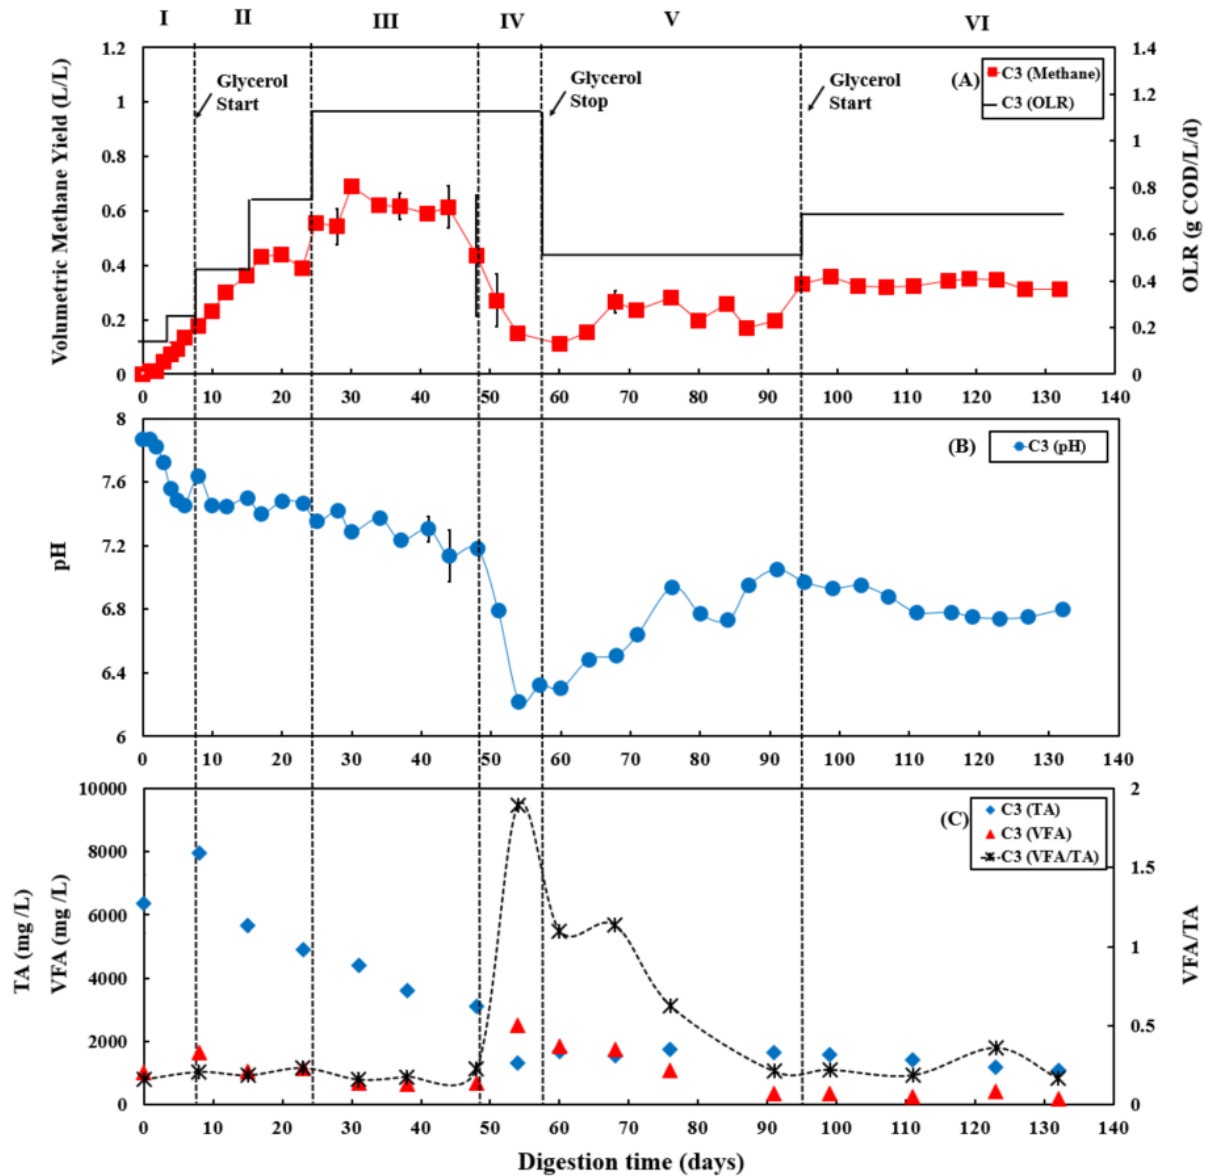 I II III IV V VI
1.2
1
0.8
0.6
0.4
0.2
0
Volumetric Methane Yield (L/L)
Glycerol
Start
Glycerol
Stop
Glycerol
Start
(A)
C3 (Methane)
C3 (OLR)
1.4
1.2
1
0.8
0.6
0.4
0.2
0
OLR (g COD/L/d)
0 10 20 30 40 50 60 70 80 90 100 110 120 130 140
8
7.6
7.2
6.8
6.4
6
pH
(B)
C3 (pH)
0 10 20 30 40 50 60 70 80 90 100 110 120 130 140
10000
8000
6000
4000
2000
0
TA (mg /L)
VFA (mg /L)
(C)
C3 (TA)
C3 (VFA)
C3 (VFA/TA)
2
1.5
1
0.5
0
VFA/TA
0 10 20 30 40 50 60 70 80 90 100 110 120 130 140
Digestion time (days)